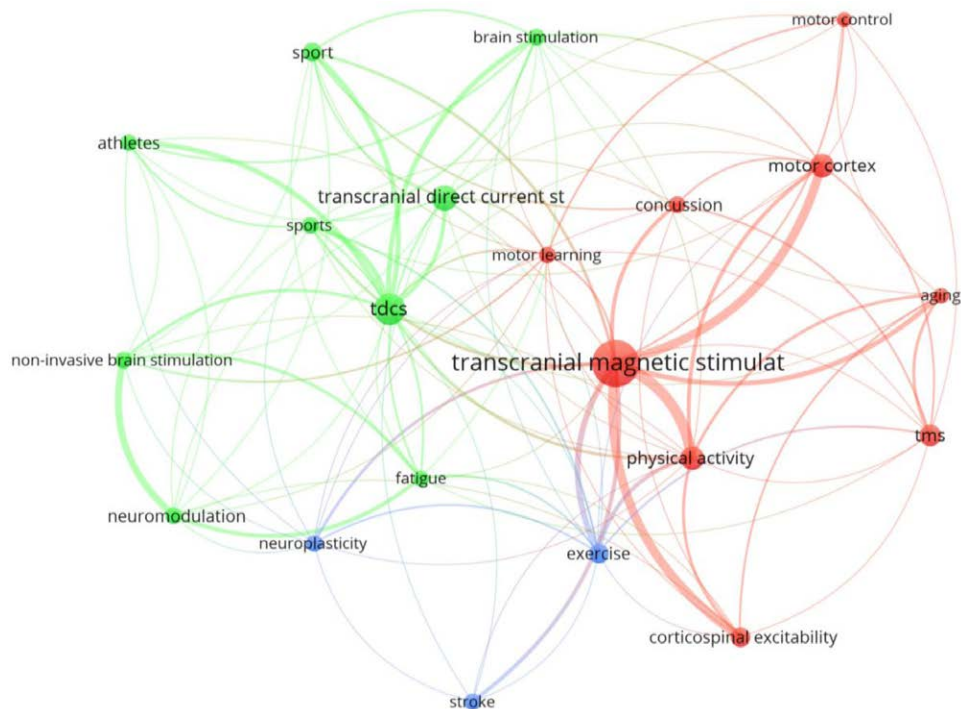 motor control
brain stimulation
sport
athletes
motor cortex
transcranial direct current st
concussion
sports
motor learning
aging
tdcs
non-invasive brain stimulation
transcranial magnetic stimulat
tms
physical activity
fatigue
neuromodulation
neuroplasticity
exercise
corticospinal excitability
stroke